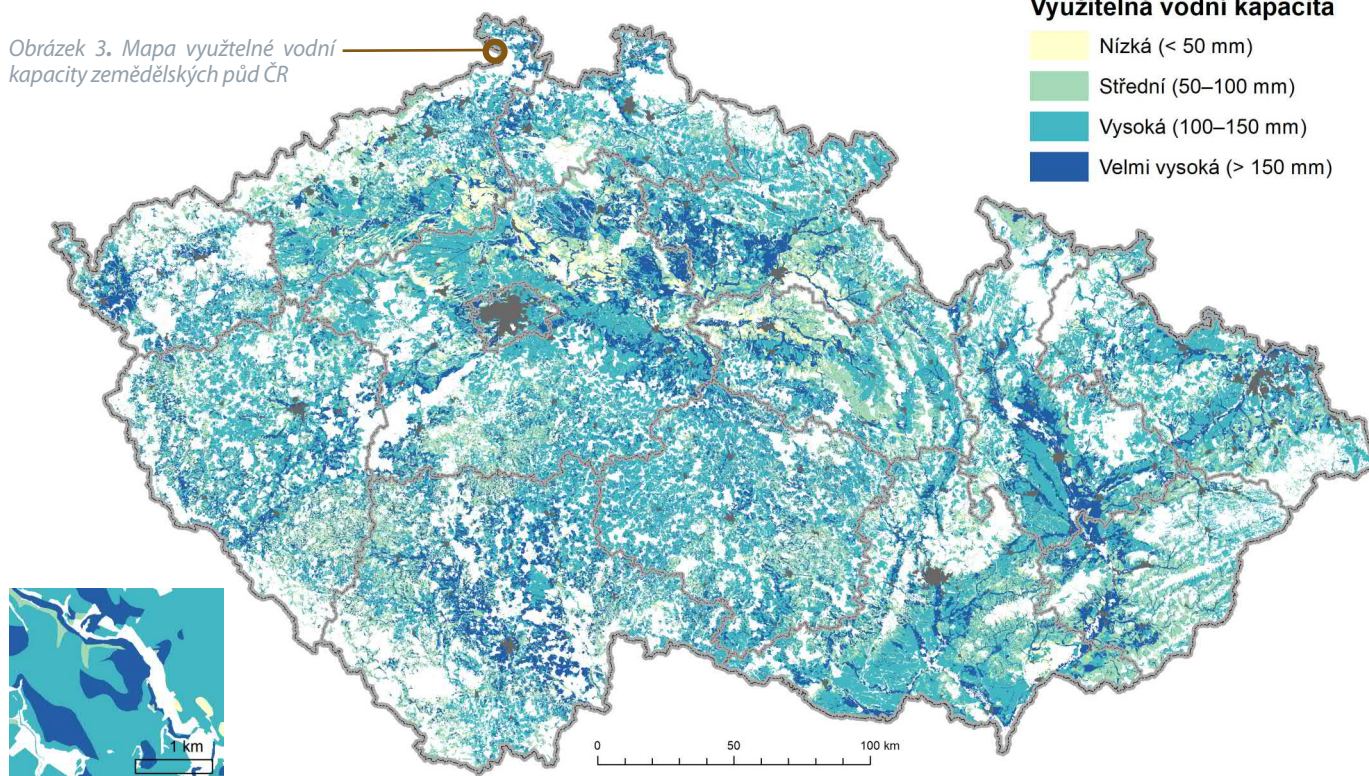 Využitelná vodní kapacita
Obrázek 3. Mapa využtelné vodní
kapacity zemědělských půd ČR
Nízká (< 50 mm)
Střední (50–100 mm)
Vysoká (100–150 mm)
Velmi vysoká (> 150 mm)
1 km
0 50 100 km